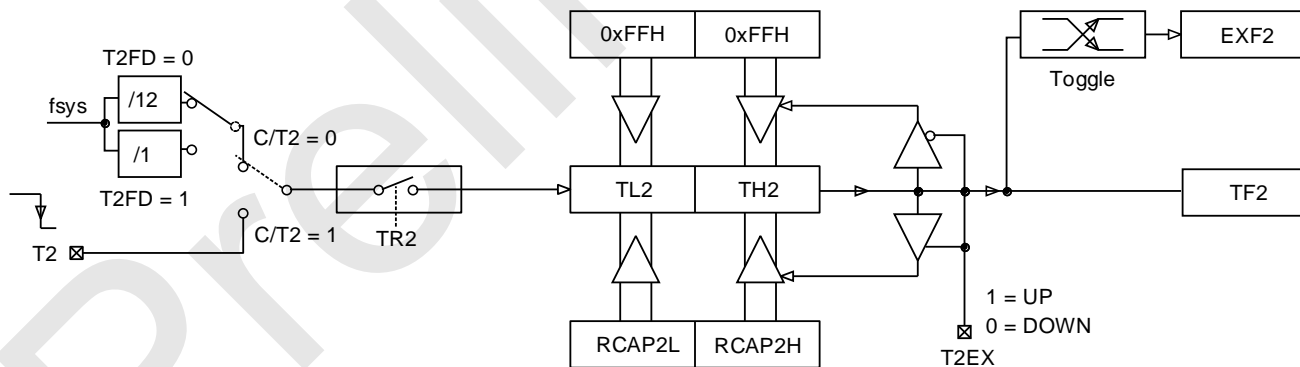 0xFFH 0xFFH
EXF2
Toggle
T2FD = 0
/12
fsys
C/T2 = 0
/1
T2FD = 1
TL2 TH2
TF2
C/T2 = 1
TR2
T2
1 = UP
0 = DOWN
RCAP2L RCAP2H
T2EX
Preli